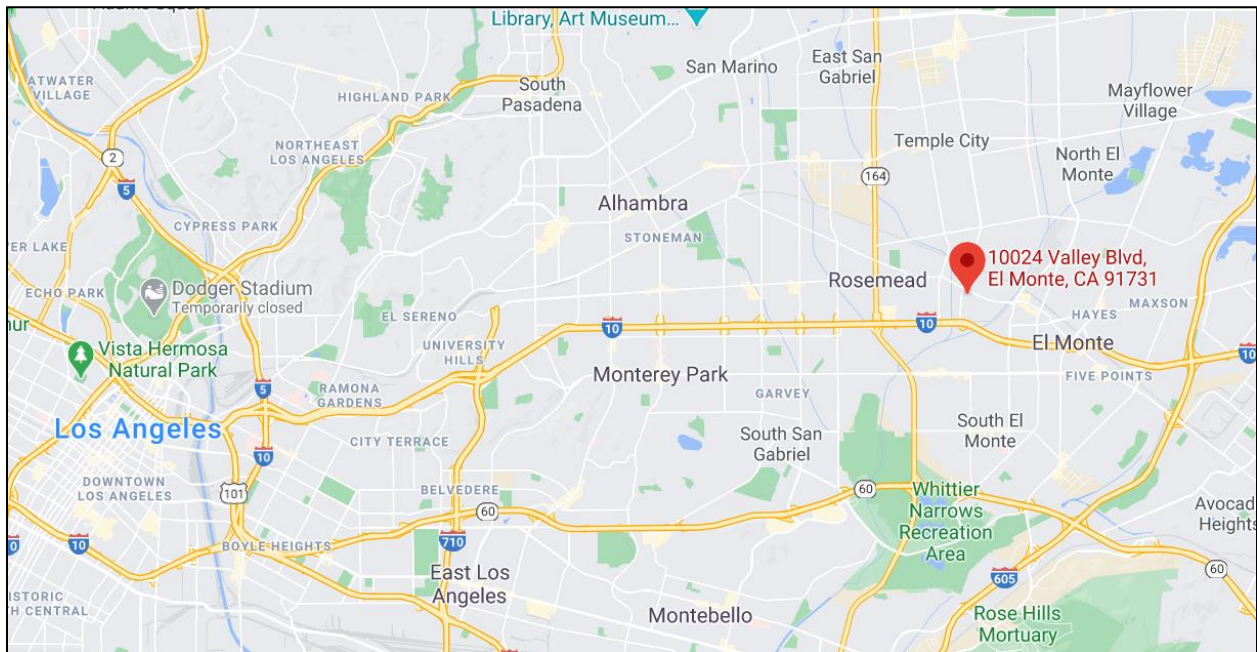 Library, Art Museum...
San Marino
East San
Gabriel
ATWATER
VILLAGE
HIGHLAND PARK
South
Pasadena
Mayflower
Village
2
NORTHEAST
LOS ANGELES
Temple City
North El
Monte
5
164
CYPRESS PARK
Alhambra
STONEMAN
10024 Valley Blvd,
El Monte, CA 91731
Rosemead
ECHO PARK
Dodger Stadium
Temporarily closed
MAXSON
EL SERENO
HAYES
10
10
Vista Hermosa
Natural Park
UNIVERSITY
HILLS
El Monte
10
Monterey Park
FIVE POINTS
5
RAMONA
GARDENS
GARVEY
Los Angeles
CITY TERRACE
South San
Gabriel
South El
Monte
10
DOWNTOWN
LOS ANGELES
101
BELVEDERE
60
60
Whittier
Narrows
Recreation
Area
Avocad
Heights
10
BOYLE HEIGHTS
710
60
East Los
Angeles
605
Montebello
Rose Hills
Mortuary